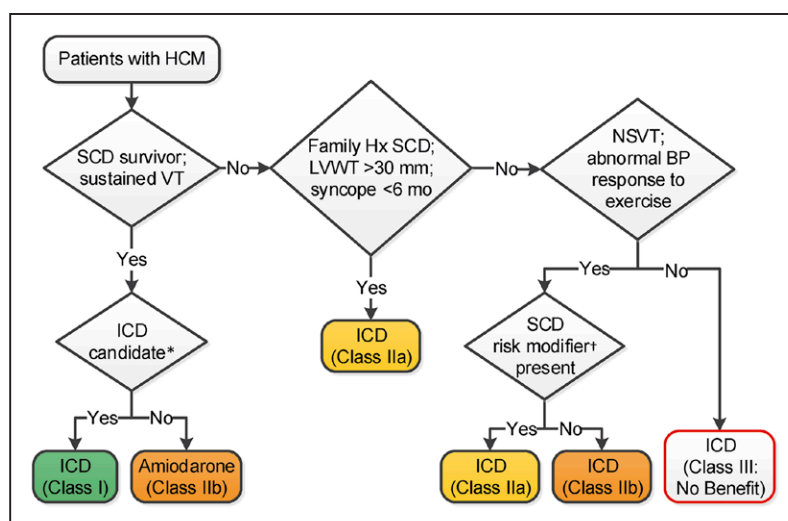 Patients with HCM
SCD survivor;
sustained VT
No
Family Hx SCD;
LVWT >30 mm;
syncope <6 mo
No
NSVT;
abnormal BP
response to
exercise
Yes
Yes
Yes
No
ICD
candidate*
ICD
(Class IIa)
SCD
risk modifier†
present
Yes
No
Yes
No
ICD
(Class I)
Amiodarone
(Class IIb)
ICD
(Class IIa)
ICD
(Class IIb)
ICD
(Class III:
No Benefit)